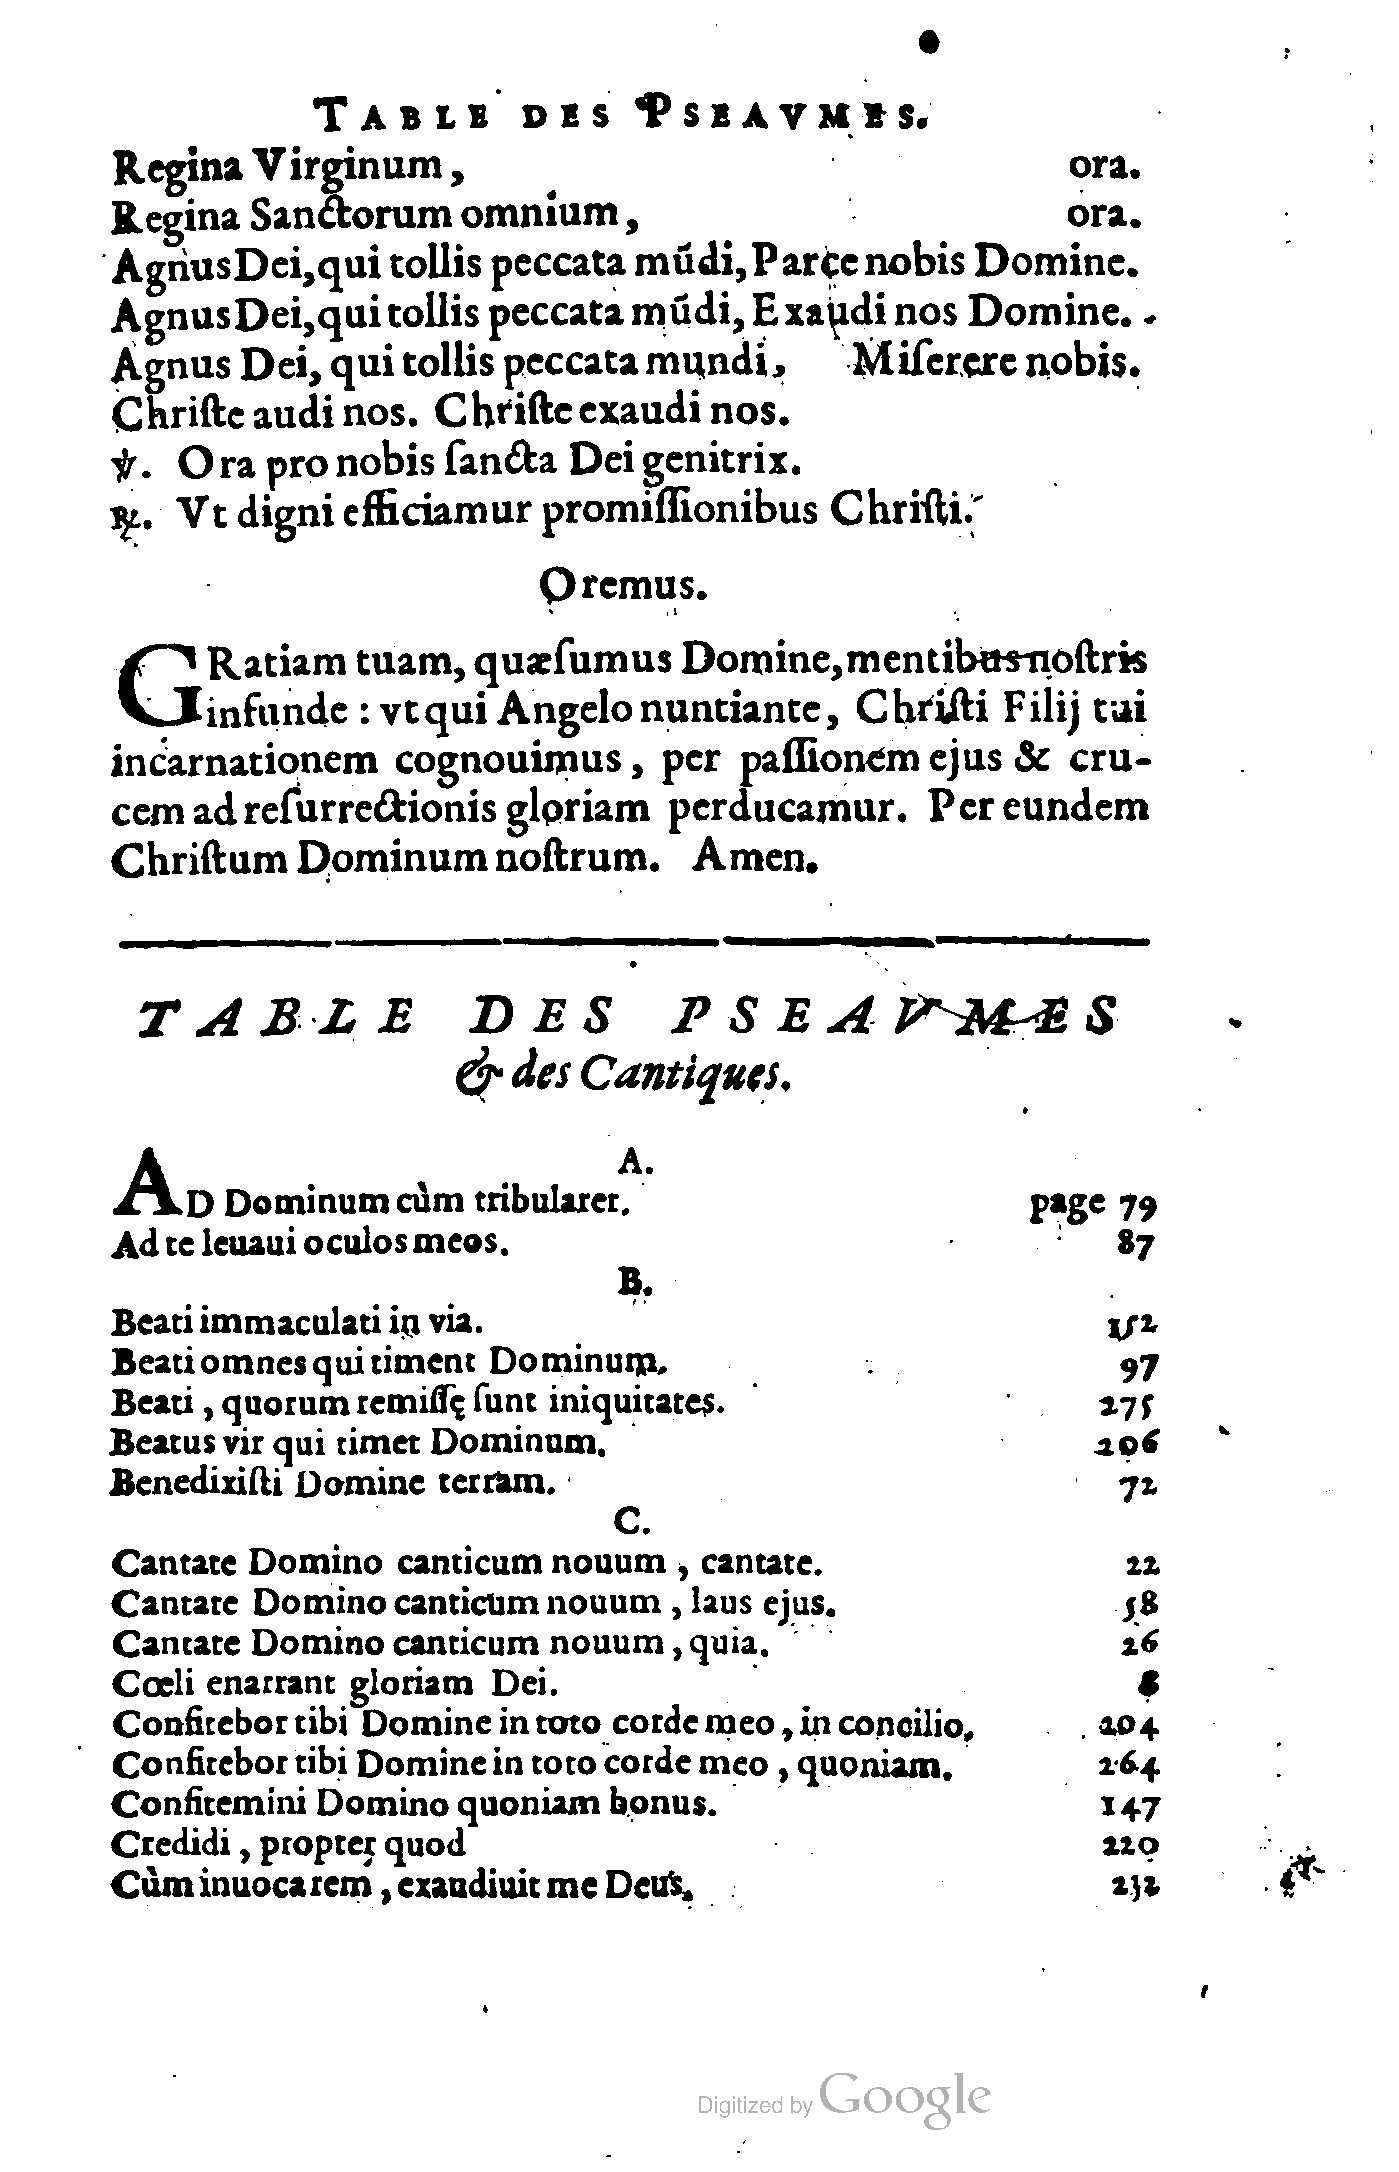 TABLE DES PSEAVMES.
Regina Virginum, ora.
Regina Sanctorum omnium, ora.
Agnus Dei, qui tollis peccata mũdi, Parce nobis Domine.
Agnus Dei, qui tollis peccata mũdi, Exaudi nos Domine.
Agnus Dei, qui tollis peccata mundi, Miſerere nobis.
Chriſte audi nos. Chriſte exaudi nos.
℣. Ora pro nobis ſancta Dei genitrix.
℟. Vt digni efficiamur promiſſionibus Chriſti.
Oremus.
GRatiam tuam, quæſumus Domine, mentibus noſtris
infunde : vt qui Angelo nuntiante, Chriſti Filij tui
incarnationem cognouimus, per paſſionem ejus & cru-
cem ad reſurrectionis gloriam perducamur. Per eundem
Chriſtum Dominum noſtrum. Amen.
TABLE DES PSEAVMES
& des Cantiques.
A.
AD Dominum cùm tribularer. page 79
Ad te leuaui oculos meos. 87
B.
Beati immaculati in via. 152
Beati omnes qui timent Dominum. 97
Beati, quorum remiſſę ſunt iniquitates. 275
Beatus vir qui timet Dominum. 206
Benedixiſti Domine terram. 72
C.
Cantate Domino canticum nouum, cantate. 22
Cantate Domino canticum nouum, laus ejus. 58
Cantate Domino canticum nouum, quia. 26
Cœli enarrant gloriam Dei. 8
Confitebor tibi Domine in toto corde meo, in concilio. 204
Confitebor tibi Domine in toto corde meo, quoniam. 264
Confitemini Domino quoniam bonus. 147
Credidi, propter quod 220
Cùm inuocarem, exaudiuit me Deus. 232
Digitized by Google